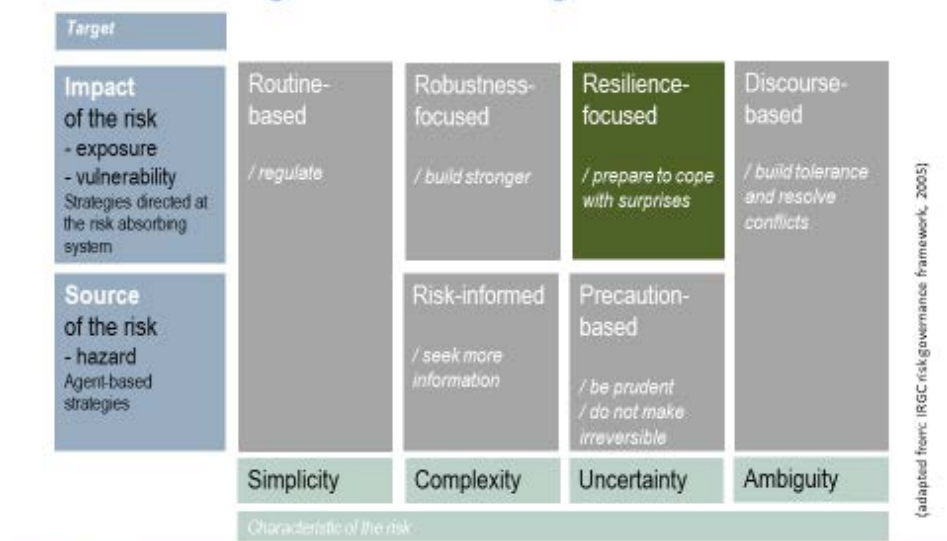 Target
Impact
of the risk
- exposure
- vulnerability
Strategies directed at
the risk absorbing
system
Routine-
based
/ regulate
Robustness-
focused
/ build stronger
Resilience-
focused
/ prepare to cope
with surprises
Discourse-
based
/ build tolerance
and resolve
conflicts
Source
of the risk
- hazard
Agent-based
strategies
Risk-informed
/ seek more
information
Precaution-
based
/ be prudent
/ do not make
irreversible
Simplicity
Complexity
Uncertainty
Ambiguity
Characteristic of the risk
(adapted from: IRGC risk governance framework, 2005)